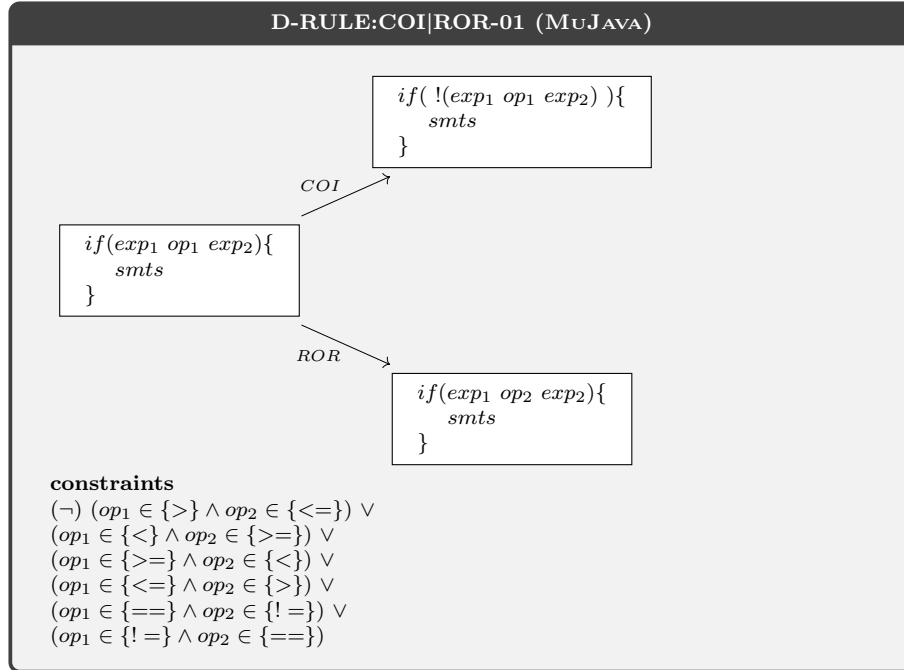 D-RULE:COI|ROR-01 (MuJava)
if( !(exp₁ op₁ exp₂) ){
smts
}
COI
if(exp₁ op₁ exp₂){
smts
}
ROR
if(exp₁ op₂ exp₂){
smts
}
constraints
(¬) (op₁ ∈ {>} ∧ op₂ ∈ {<=}) ∨
(op₁ ∈ {<} ∧ op₂ ∈ {>=}) ∨
(op₁ ∈ {>=} ∧ op₂ ∈ {<}) ∨
(op₁ ∈ {<=} ∧ op₂ ∈ {>}) ∨
(op₁ ∈ {==} ∧ op₂ ∈ {! =}) ∨
(op₁ ∈ {! =} ∧ op₂ ∈ {==})